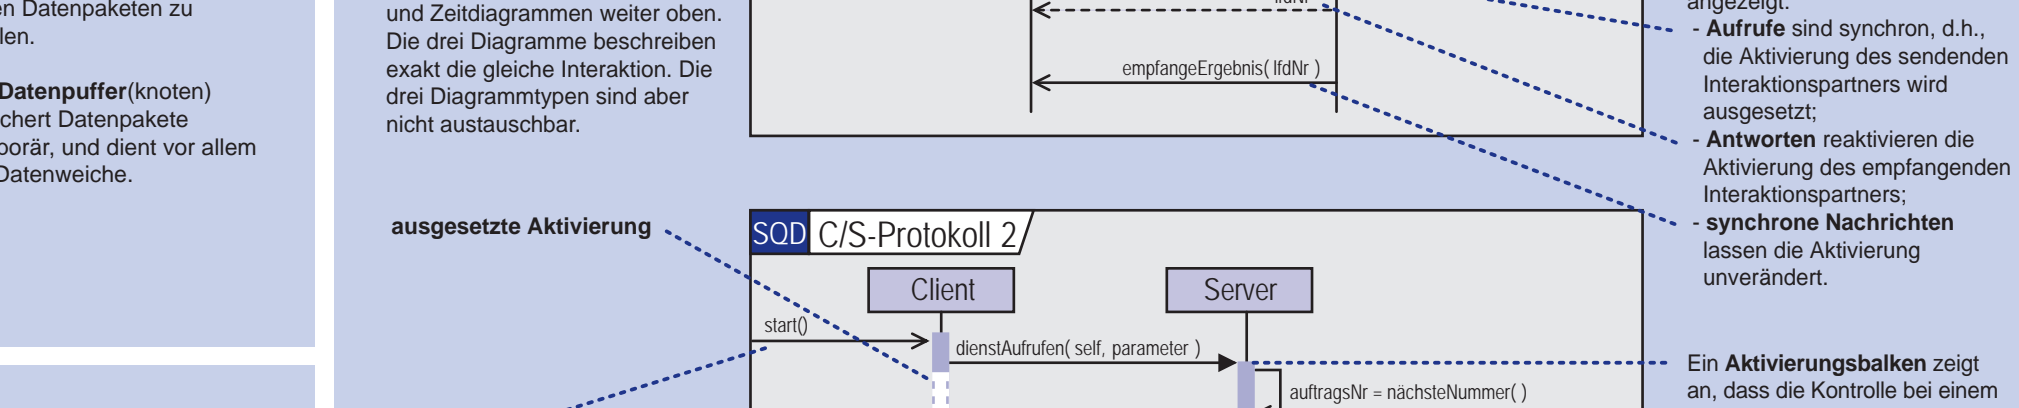 en Datenpaketen zu
len.
Datenpuffer(knoten)
chert Datenpakete
orär, und dient vor allem
Datenweiche.
und Zeitdiagrammen weiter oben.
Die drei Diagramme beschreiben
exakt die gleiche Interaktion. Die
drei Diagrammtypen sind aber
nicht austauschbar.
empfangeErgebnis( lfdNr )
angezeigt:
- Aufrufe sind synchron, d.h.,
die Aktivierung des sendenden
Interaktionspartners wird
ausgesetzt;
- Antworten reaktivieren die
Aktivierung des empfangenden
Interaktionspartners;
- synchrone Nachrichten
lassen die Aktivierung
unverändert.
ausgesetzte Aktivierung
SQD C/S-Protokoll 2
Client
Server
start()
dienstAufrufen( self, parameter )
auftragsNr = nächsteNummer( )
Ein Aktivierungsbalken zeigt
an, dass die Kontrolle bei einem